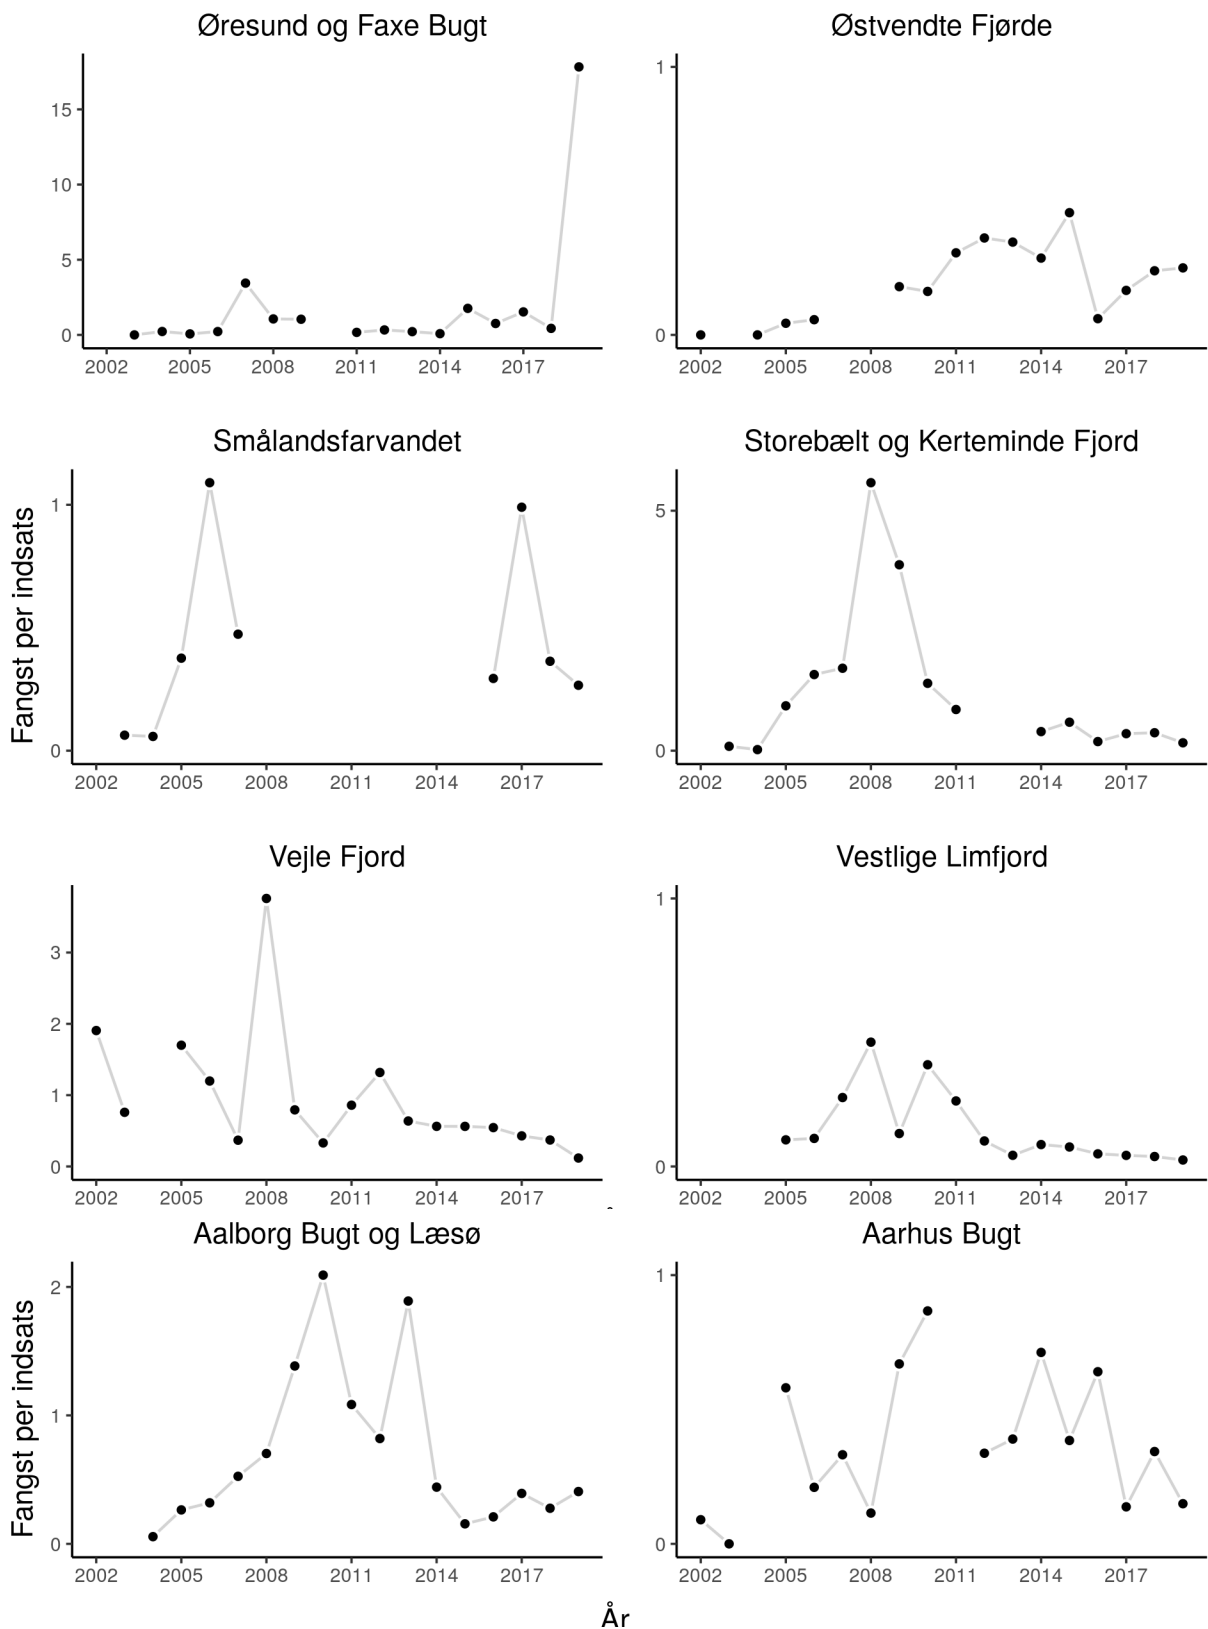 Øresund og Faxe Bugt
15
10
5
0
2002 2005 2008 2011 2014 2017
Østvendte Fjørde
1
0
2002 2005 2008 2011 2014 2017
Fangst per indsats
Smålandsfarvandet
1
0
2002 2005 2008 2011 2014 2017
Storebælt og Kerteminde Fjord
5
0
2002 2005 2008 2011 2014 2017
Vejle Fjord
3
2
1
0
2002 2005 2008 2011 2014 2017
Vestlige Limfjord
1
0
2002 2005 2008 2011 2014 2017
Fangst per indsats
Aalborg Bugt og Læsø
2
1
0
2002 2005 2008 2011 2014 2017
Aarhus Bugt
1
0
2002 2005 2008 2011 2014 2017
År